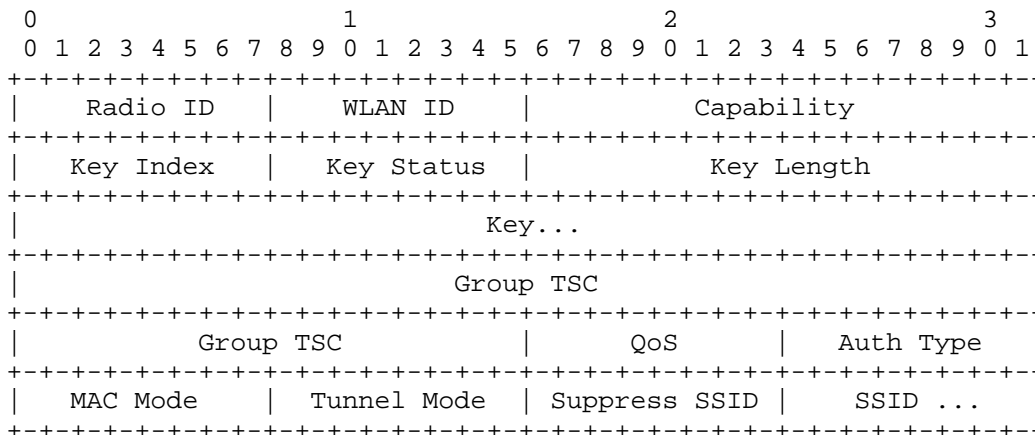 0                   1                   2                   3
0 1 2 3 4 5 6 7 8 9 0 1 2 3 4 5 6 7 8 9 0 1 2 3 4 5 6 7 8 9 0 1
+-+-+-+-+-+-+-+-+-+-+-+-+-+-+-+-+-+-+-+-+-+-+-+-+-+-+-+-+-+-+-+-
|    Radio ID   |    WLAN ID    |          Capability
+-+-+-+-+-+-+-+-+-+-+-+-+-+-+-+-+-+-+-+-+-+-+-+-+-+-+-+-+-+-+-+-
|   Key Index   |   Key Status  |           Key Length
+-+-+-+-+-+-+-+-+-+-+-+-+-+-+-+-+-+-+-+-+-+-+-+-+-+-+-+-+-+-+-+-
|                             Key...
+-+-+-+-+-+-+-+-+-+-+-+-+-+-+-+-+-+-+-+-+-+-+-+-+-+-+-+-+-+-+-+-
|                           Group TSC
+-+-+-+-+-+-+-+-+-+-+-+-+-+-+-+-+-+-+-+-+-+-+-+-+-+-+-+-+-+-+-+-
|           Group TSC           |      QoS      |   Auth Type
+-+-+-+-+-+-+-+-+-+-+-+-+-+-+-+-+-+-+-+-+-+-+-+-+-+-+-+-+-+-+-+-
|   MAC Mode    |  Tunnel Mode  | Suppress SSID |    SSID ...
+-+-+-+-+-+-+-+-+-+-+-+-+-+-+-+-+-+-+-+-+-+-+-+-+-+-+-+-+-+-+-+-